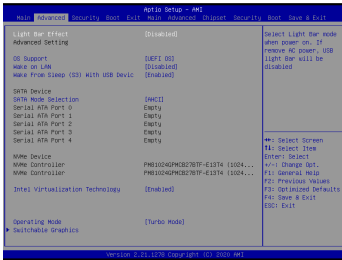 Aptio Setup - AMI
Main Advanced Security Boot Exit Main Advanced Chipset Security Boot Save & Exit
Light Bar Effect [Disabled]
Advanced Setting
OS Support [UEFI OS]
Wake on LAN [Disabled]
Wake From Sleep (S3) With USB Devic [Enabled]
SATA Device
SATA Mode Selection [AHCI]
Serial ATA Port 0 Empty
Serial ATA Port 1 Empty
Serial ATA Port 2 Empty
Serial ATA Port 3 Empty
Serial ATA Port 4 Empty
NVMe Device
NVMe Controller (1024...
NVMe Controller (1024...
Intel Virtualization Technology [Enabled]
Operating Mode [Turbo Mode]
Switchable Graphics
Select Light Bar mode
when power on. If
remove AC power, USB
light Bar will be
disabled
↔: Select Screen
↑↓: Select Item
Enter: Select
+/-: Change Opt.
F1: General Help
F2: Previous Values
F3: Optimized Defaults
F4: Save & Exit
ESC: Exit
Version 2.21.1278 Copyright (C) 2020 AMI